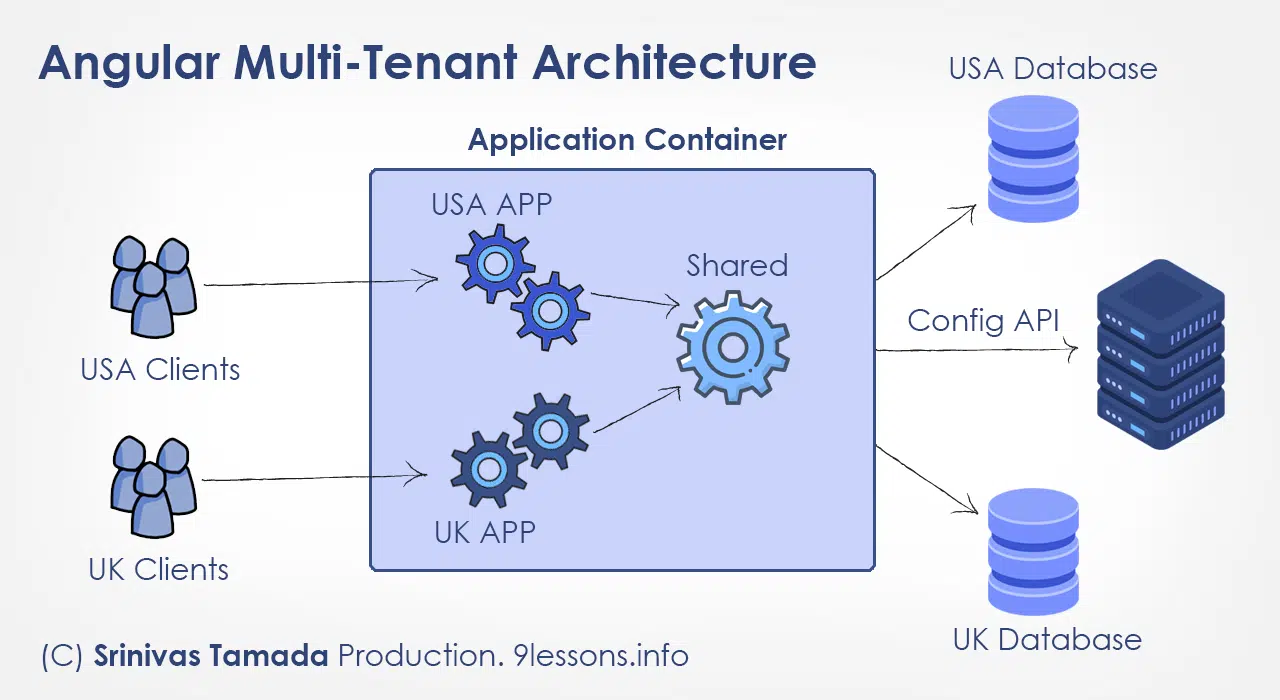 Angular Multi-Tenant Architecture
USA Database
Application Container
USA APP
Shared
Config API
USA Clients
UK APP
UK Clients
UK Database
(C) Srinivas Tamada Production. 9lessons.info